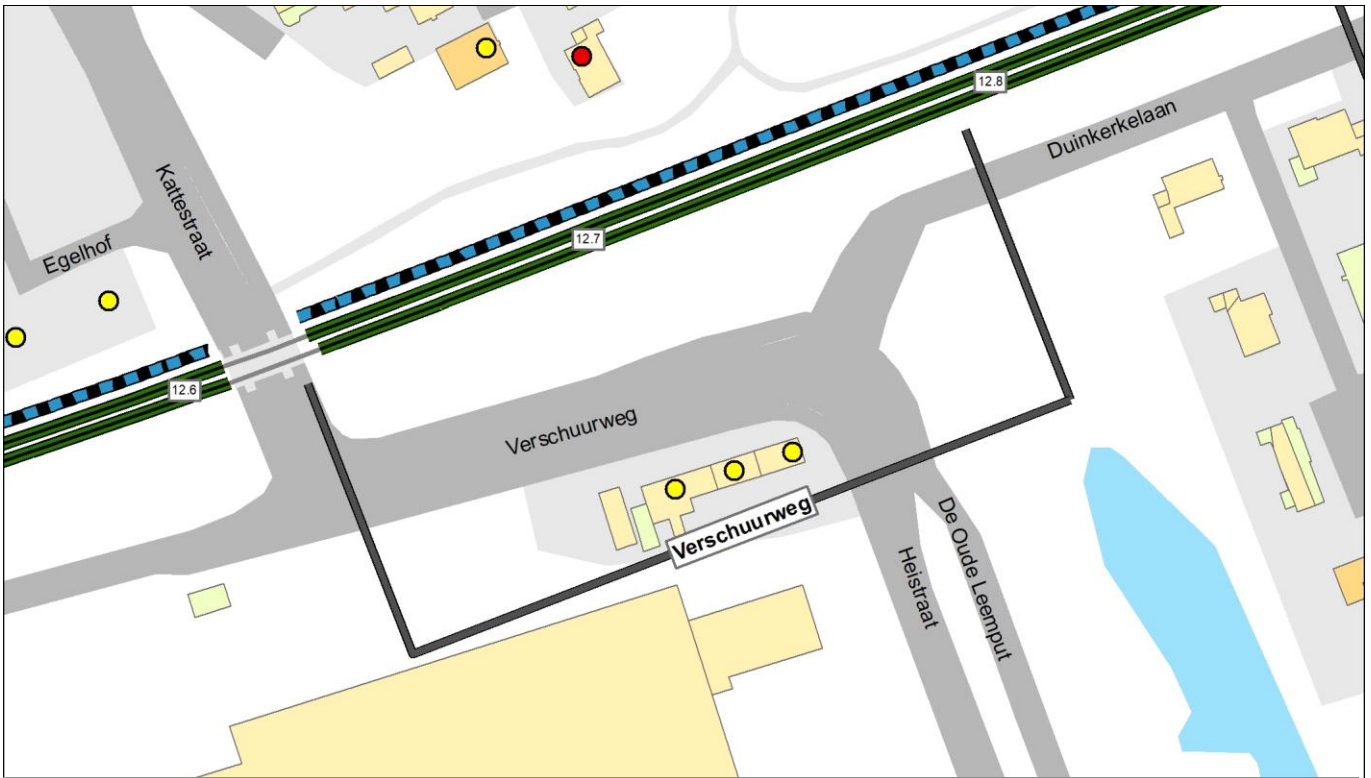 12.8
Duinkerkelaan
Kattestraat
12.7
Egelhof
12.6
Verschuurweg
Verschuurweg
De Oude Leemput
Heistraat